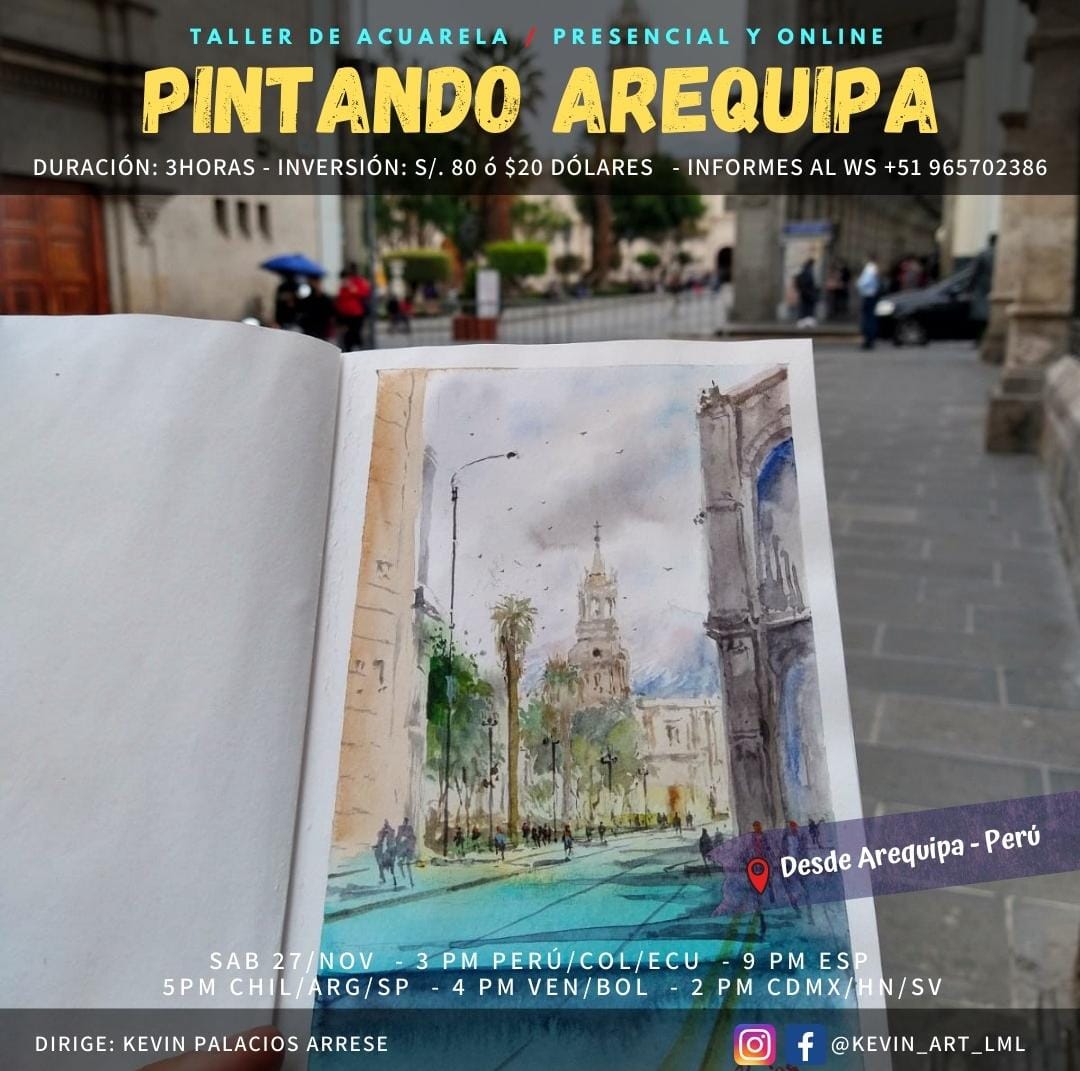 TALLER DE ACUARELA / PRESENCIAL Y ONLINE
PINTANDO AREQUIPA
DURACIÓN: 3HORAS - INVERSIÓN: S/. 80 ó $20 DÓLARES - INFORMES AL WS +51 965702386
Desde Arequipa - Perú
SAB 27/NOV - 3 PM PERÚ/COL/ECU - 9 PM ESP
5PM CHIL/ARG/SP - 4 PM VEN/BOL - 2 PM CDMX/HN/SV
DIRIGE: KEVIN PALACIOS ARRESE
@KEVIN_ART_LML